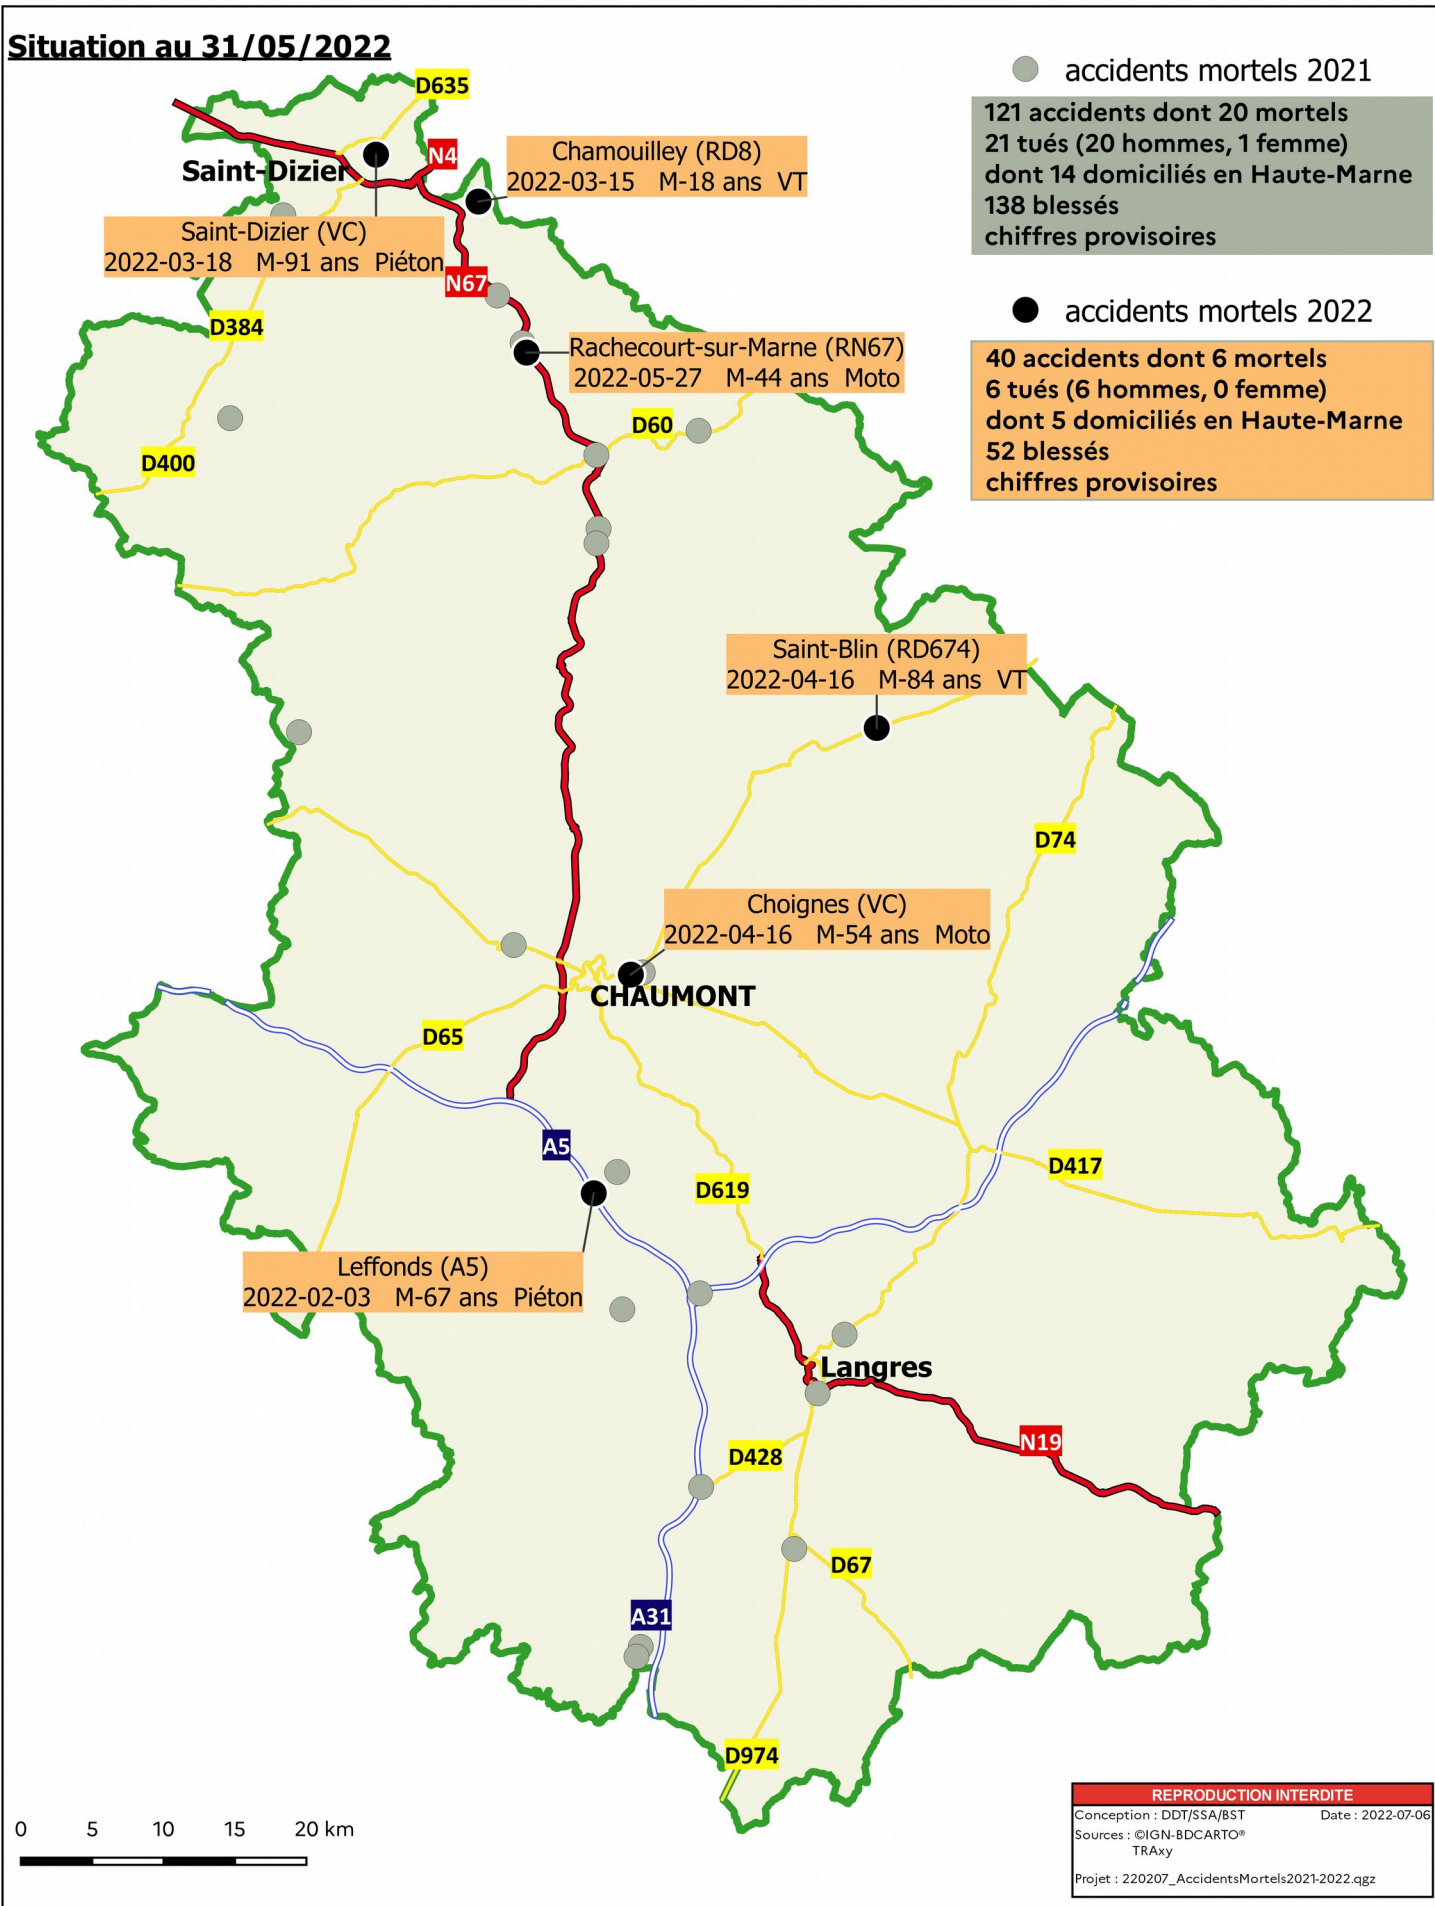 Situation au 31/05/2022
accidents mortels 2021
121 accidents dont 20 mortels
21 tués (20 hommes, 1 femme)
dont 14 domiciliés en Haute-Marne
138 blessés
chiffres provisoires
accidents mortels 2022
40 accidents dont 6 mortels
6 tués (6 hommes, 0 femme)
dont 5 domiciliés en Haute-Marne
52 blessés
chiffres provisoires
D635
N4
Saint-Dizier
Chamouilley (RD8)
2022-03-15 M-18 ans VT
Saint-Dizier (VC)
2022-03-18 M-91 ans Piéton
N67
D384
Rachecourt-sur-Marne (RN67)
2022-05-27 M-44 ans Moto
D60
D400
Saint-Blin (RD674)
2022-04-16 M-84 ans VT
D74
Choignes (VC)
2022-04-16 M-54 ans Moto
CHAUMONT
D65
A5
D417
D619
Leffonds (A5)
2022-02-03 M-67 ans Piéton
Langres
N19
D428
D67
A31
D974
0 5 10 15 20 km
REPRODUCTION INTERDITE
Conception : DDT/SSA/BST Date : 2022-07-06
Sources : ©IGN-BDCARTO®
TRAxy
Projet : 220207_AccidentsMortels2021-2022.qgz